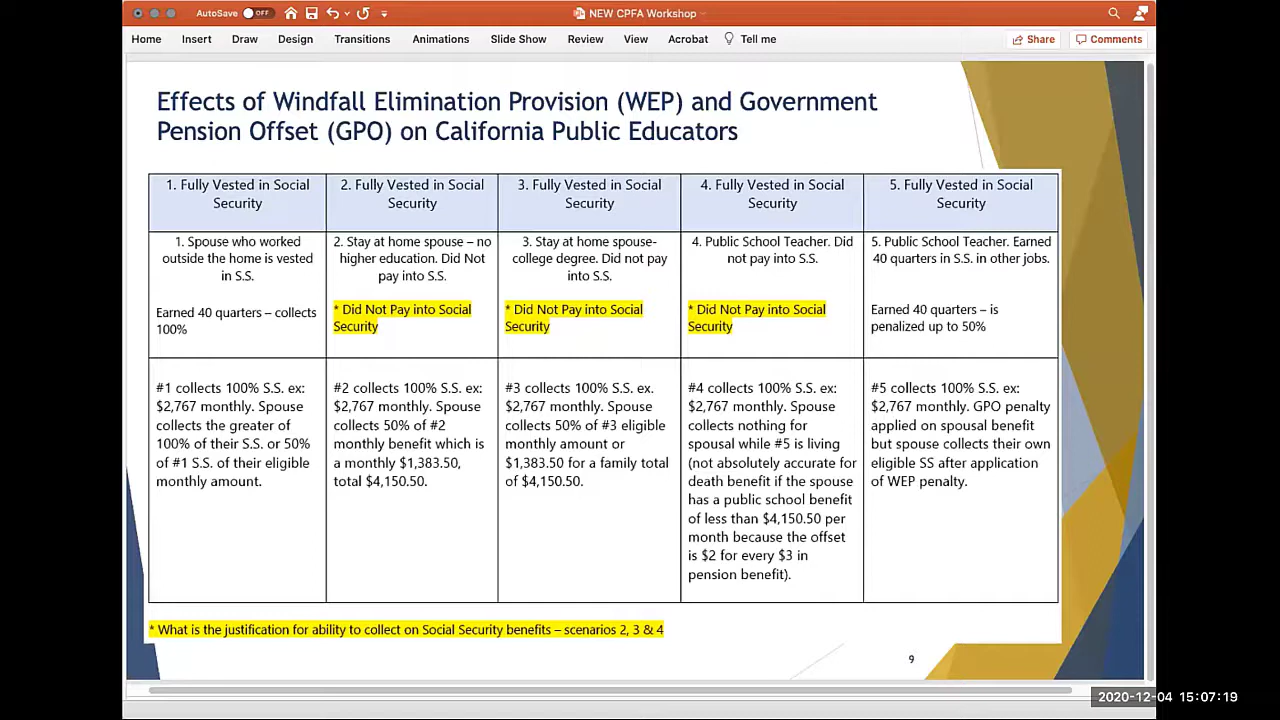 AutoSave OFF
NEW CPFA Workshop
Home Insert Draw Design Transitions Animations Slide Show Review View Acrobat Tell me Share Comments
Effects of Windfall Elimination Provision (WEP) and Government
Pension Offset (GPO) on California Public Educators
1. Fully Vested in Social
Security
2. Fully Vested in Social
Security
3. Fully Vested in Social
Security
4. Fully Vested in Social
Security
5. Fully Vested in Social
Security
1. Spouse who worked
outside the home is vested
in S.S.
Earned 40 quarters – collects
100%
2. Stay at home spouse – no
higher education. Did Not
pay into S.S.
* Did Not Pay into Social
Security
3. Stay at home spouse-
college degree. Did not pay
into S.S.
* Did Not Pay into Social
Security
4. Public School Teacher. Did
not pay into S.S.
* Did Not Pay into Social
Security
5. Public School Teacher. Earned
40 quarters in S.S. in other jobs.
Earned 40 quarters – is
penalized up to 50%
#1 collects 100% S.S. ex:
$2,767 monthly. Spouse
collects the greater of
100% of their S.S. or 50%
of #1 S.S. of their eligible
monthly amount.
#2 collects 100% S.S. ex:
$2,767 monthly. Spouse
collects 50% of #2
monthly benefit which is
a monthly $1,383.50,
total $4,150.50.
#3 collects 100% S.S. ex.
$2,767 monthly. Spouse
collects 50% of #3 eligible
monthly amount or
$1,383.50 for a family total
of $4,150.50.
#4 collects 100% S.S. ex:
$2,767 monthly. Spouse
collects nothing for
spousal while #5 is living
(not absolutely accurate for
death benefit if the spouse
has a public school benefit
of less than $4,150.50 per
month because the offset
is $2 for every $3 in
pension benefit).
#5 collects 100% S.S. ex:
$2,767 monthly. GPO penalty
applied on spousal benefit
but spouse collects their own
eligible SS after application
of WEP penalty.
* What is the justification for ability to collect on Social Security benefits – scenarios 2, 3 & 4
9
2020-12-04 15:07:19